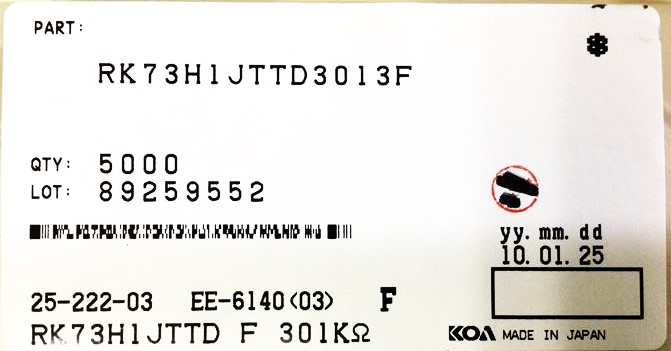 PART:
RK73H1JTTD3013F
QTY: 5000
LOT: 89259552
yy. mm. dd
10. 01. 25
25-222-03 EE-6140(03) F
RK73H1JTTD F 301KΩ
KOA MADE IN JAPAN